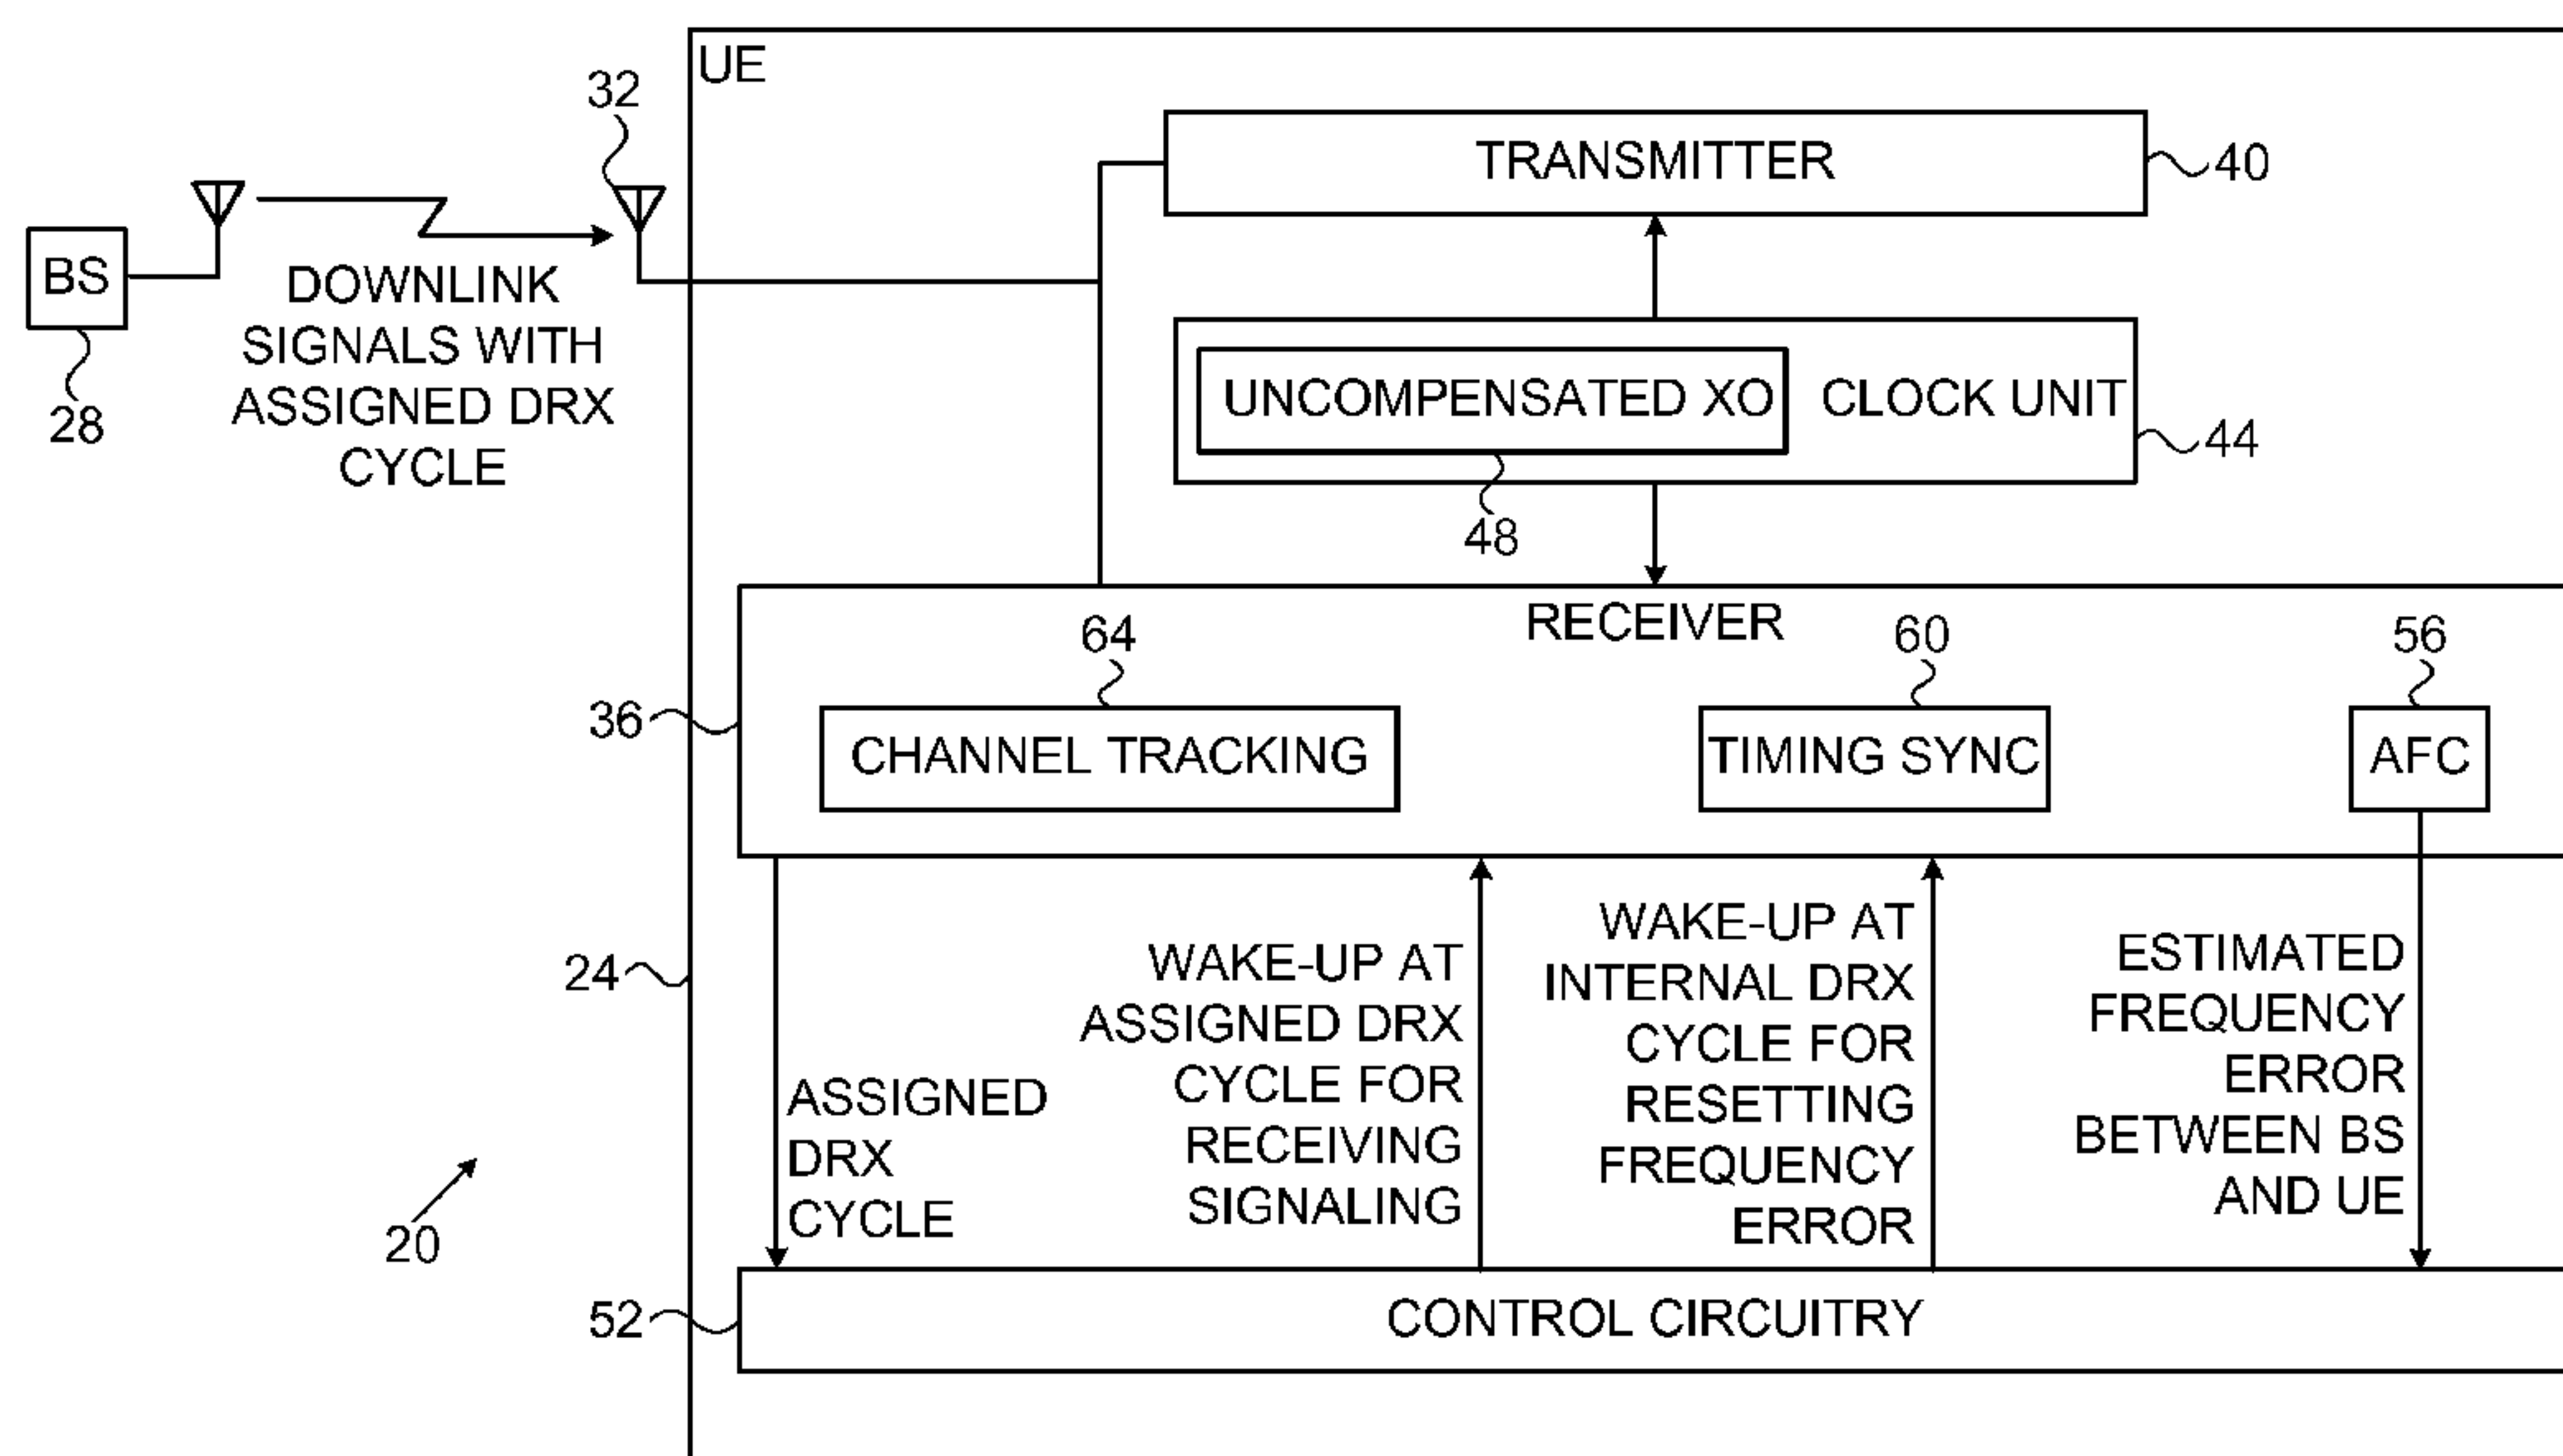 UE
32
TRANSMITTER
40
BS
28
DOWNLINK
SIGNALS WITH
ASSIGNED DRX
CYCLE
UNCOMPENSATED XO
CLOCK UNIT
44
48
RECEIVER
64
60
56
36
CHANNEL TRACKING
TIMING SYNC
AFC
24
ASSIGNED
DRX
CYCLE
WAKE-UP AT
ASSIGNED DRX
CYCLE FOR
RECEIVING
SIGNALING
WAKE-UP AT
INTERNAL DRX
CYCLE FOR
RESETTING
FREQUENCY
ERROR
ESTIMATED
FREQUENCY
ERROR
BETWEEN BS
AND UE
20
52
CONTROL CIRCUITRY